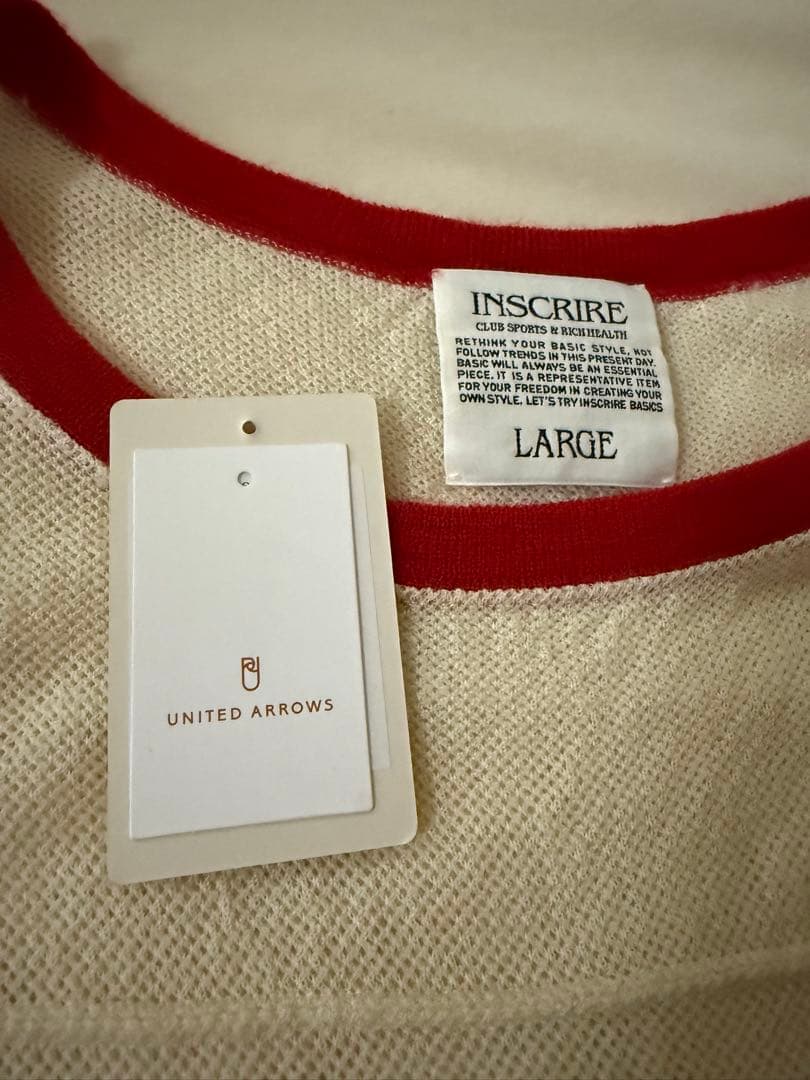 INSCRIRE
CLUB SPORTS & RICH HEALTH
RETHINK YOUR BASIC STYLE, NOT
FOLLOW TRENDS IN THIS PRESENT DAY.
BASIC WILL ALWAYS BE AN ESSENTIAL
PIECE. IT IS A REPRESENTATIVE ITEM
FOR YOUR FREEDOM IN CREATING YOUR
OWN STYLE. LET'S TRY INSCRIRE BASICS
LARGE
UNITED ARROWS